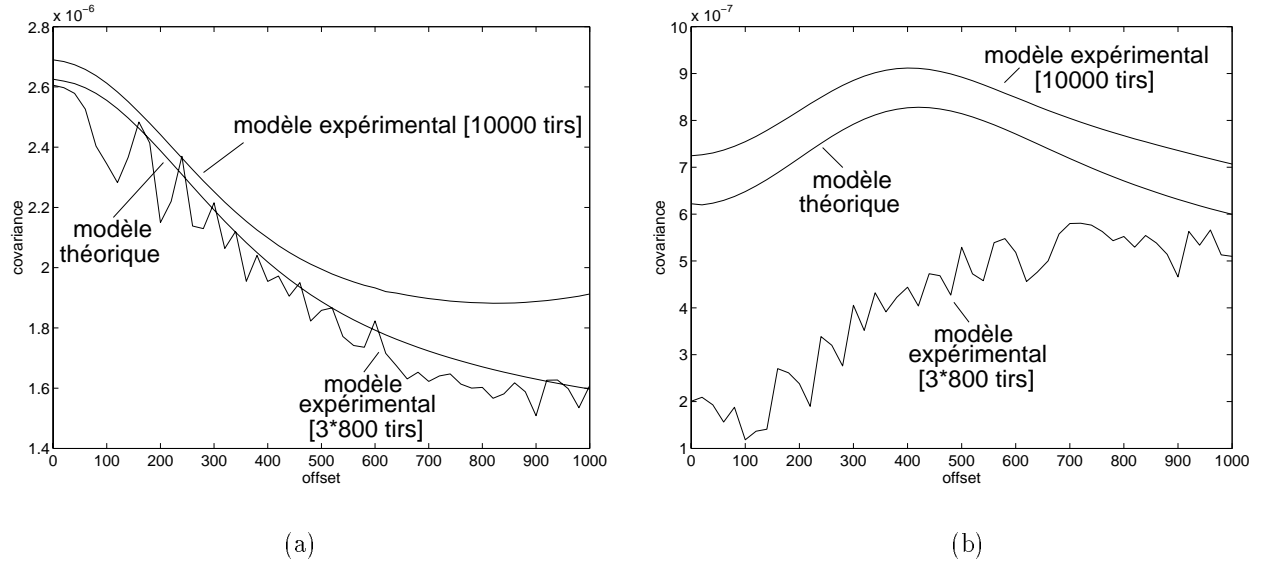 x 10⁻⁶
2.8
2.6
2.4
2.2
2
1.8
1.6
1.4
covariance
modèle expérimental [10000 tirs]
modèle
théorique
modèle
expérimental
[3*800 tirs]
0 100 200 300 400 500 600 700 800 900 1000
offset
(a)
x 10⁻⁷
10
9
8
7
6
5
4
3
2
1
covariance
modèle expérimental
[10000 tirs]
modèle
théorique
modèle
expérimental
[3*800 tirs]
0 100 200 300 400 500 600 700 800 900 1000
offset
(b)